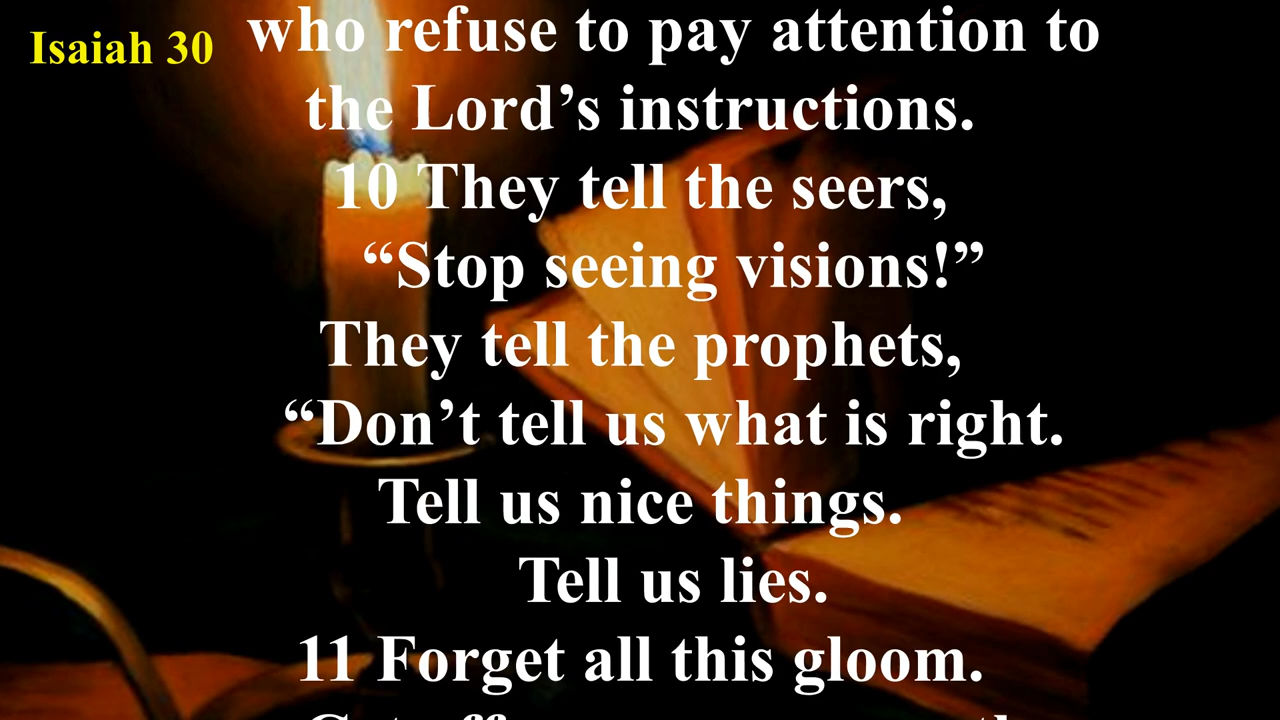 Isaiah 30
who refuse to pay attention to
the Lord’s instructions.
10 They tell the seers,
“Stop seeing visions!”
They tell the prophets,
“Don’t tell us what is right.
Tell us nice things.
Tell us lies.
11 Forget all this gloom.